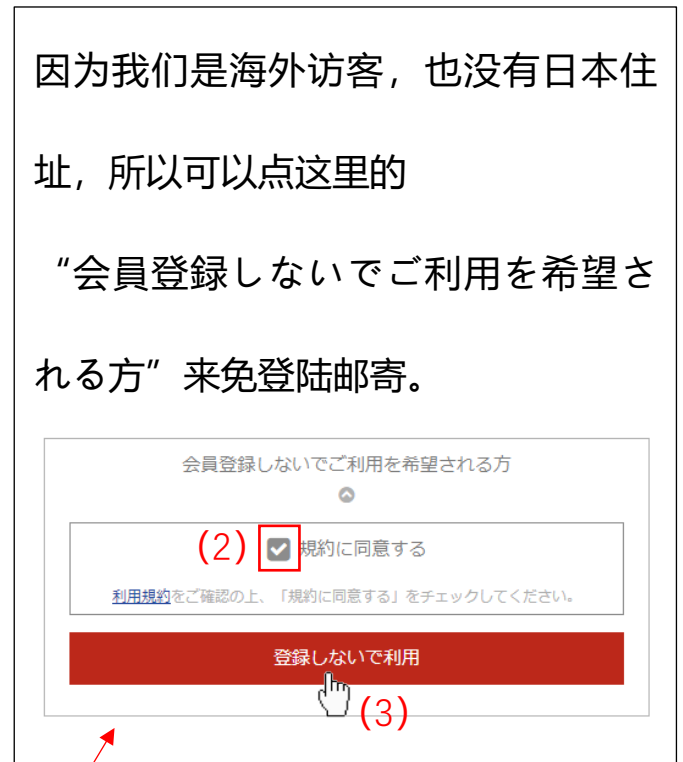 因为我们是海外访客，也没有日本住
址，所以可以点这里的
“会員登録しないでご利用を希望さ
れる方”来免登陆邮寄。
会員登録しないでご利用を希望される方
(2) 規約に同意する
利用規約をご確認の上、「規約に同意する」をチェックしてください。
登録しないで利用
(3)